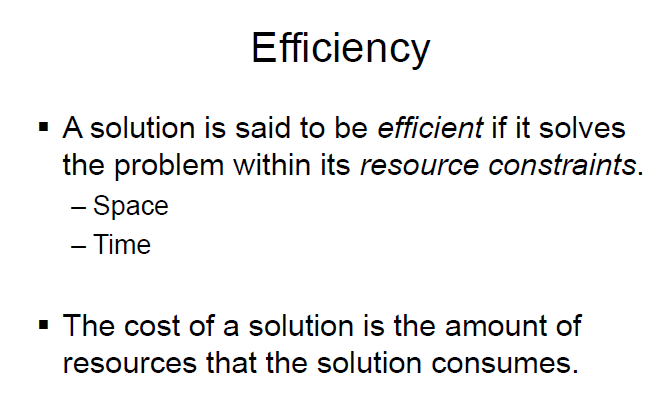 Efficiency
▪ A solution is said to be efficient if it solves
the problem within its resource constraints.
– Space
– Time
▪ The cost of a solution is the amount of
resources that the solution consumes.